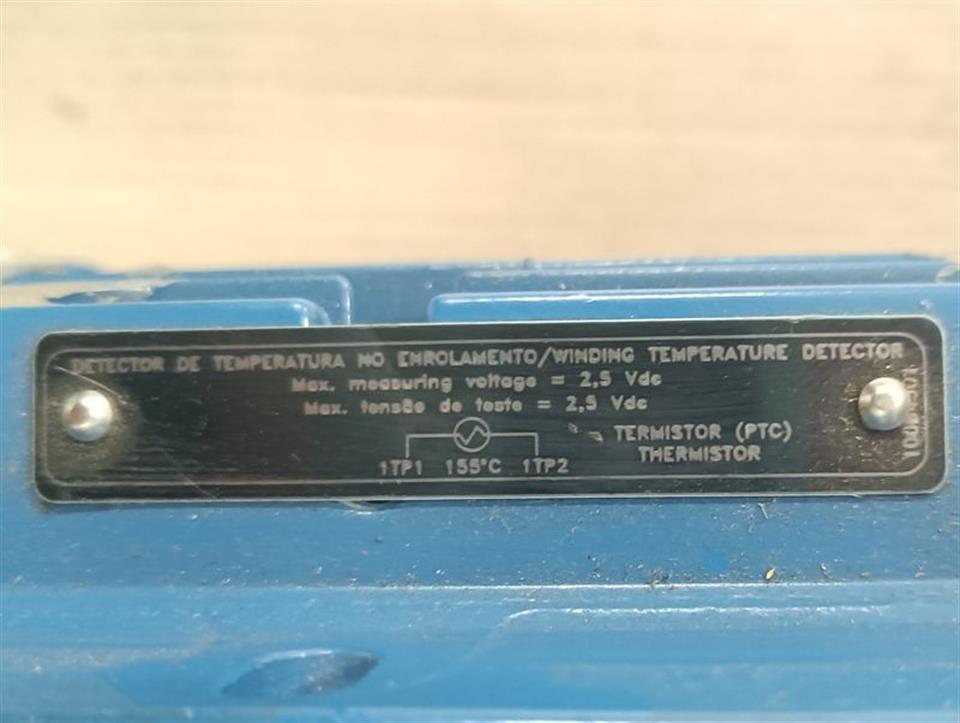 DETECTOR DE TEMPERATURA NO ENROLAMENTO/WINDING TEMPERATURE DETECTOR
Max. measuring voltage = 2,5 Vdc
Max. tensão de teste = 2,5 Vdc
TERMISTOR (PTC)
THERMISTOR
1TP1 155°C 1TP2